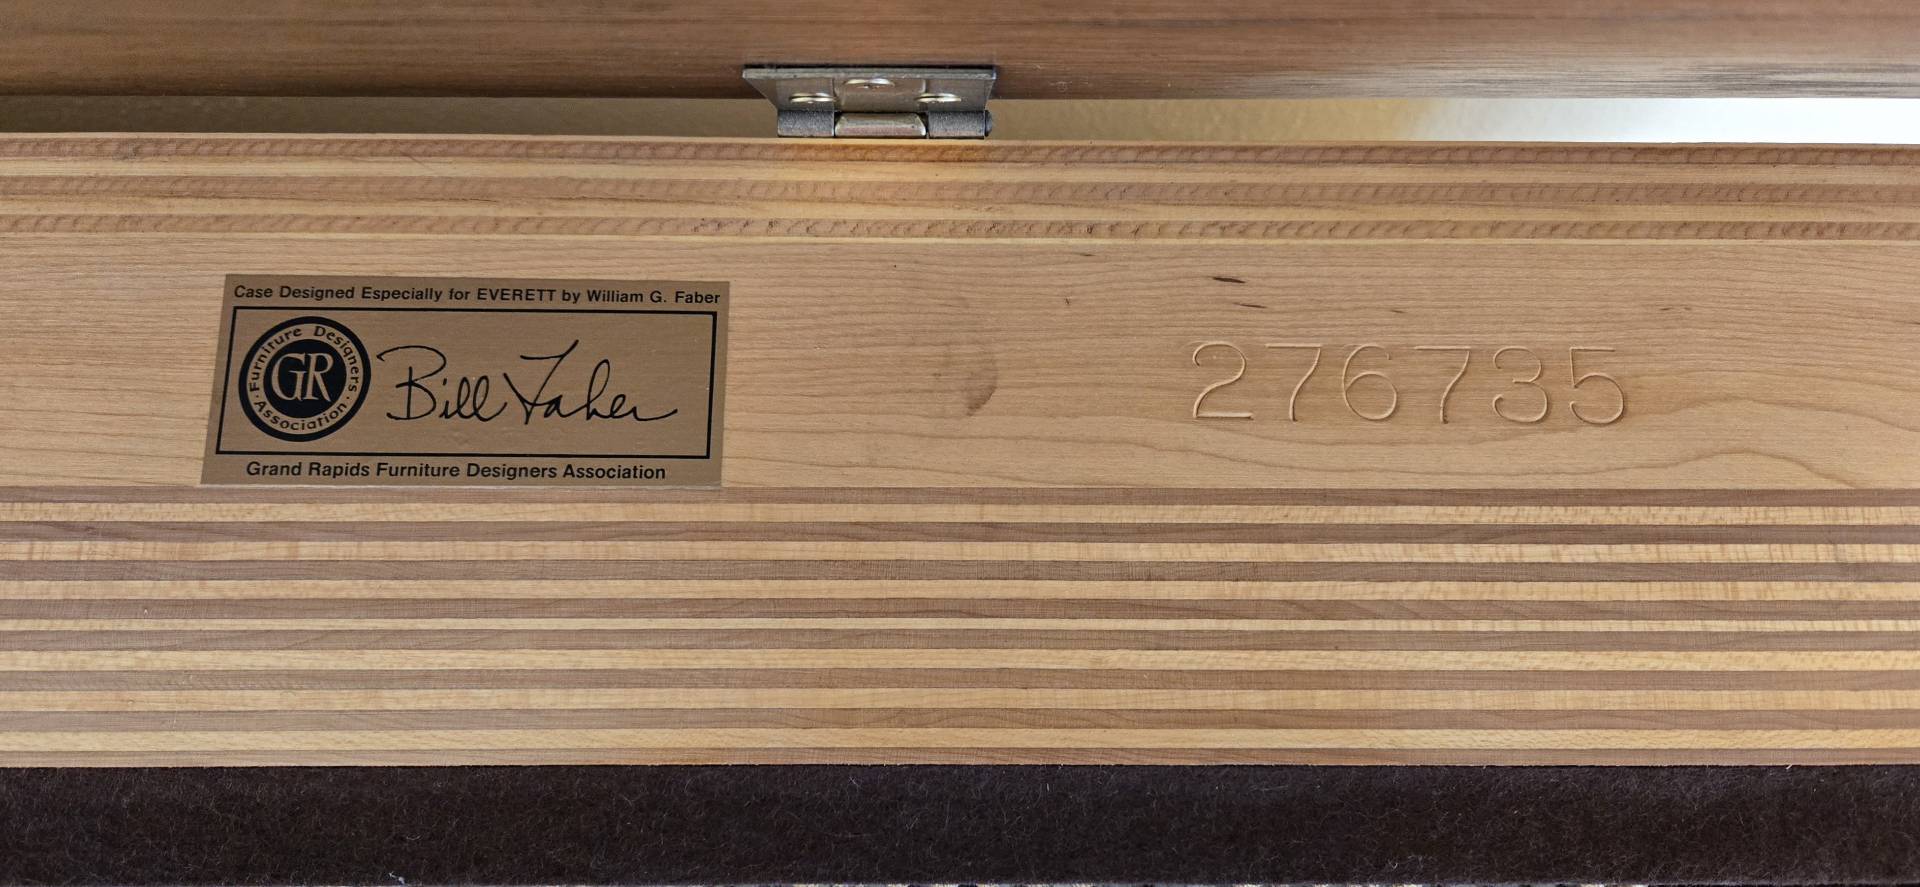 Case Designed Especially for EVERETT by William G. Faber
Furniture Designers
GR
Association
Bill Faber
Grand Rapids Furniture Designers Association
276735